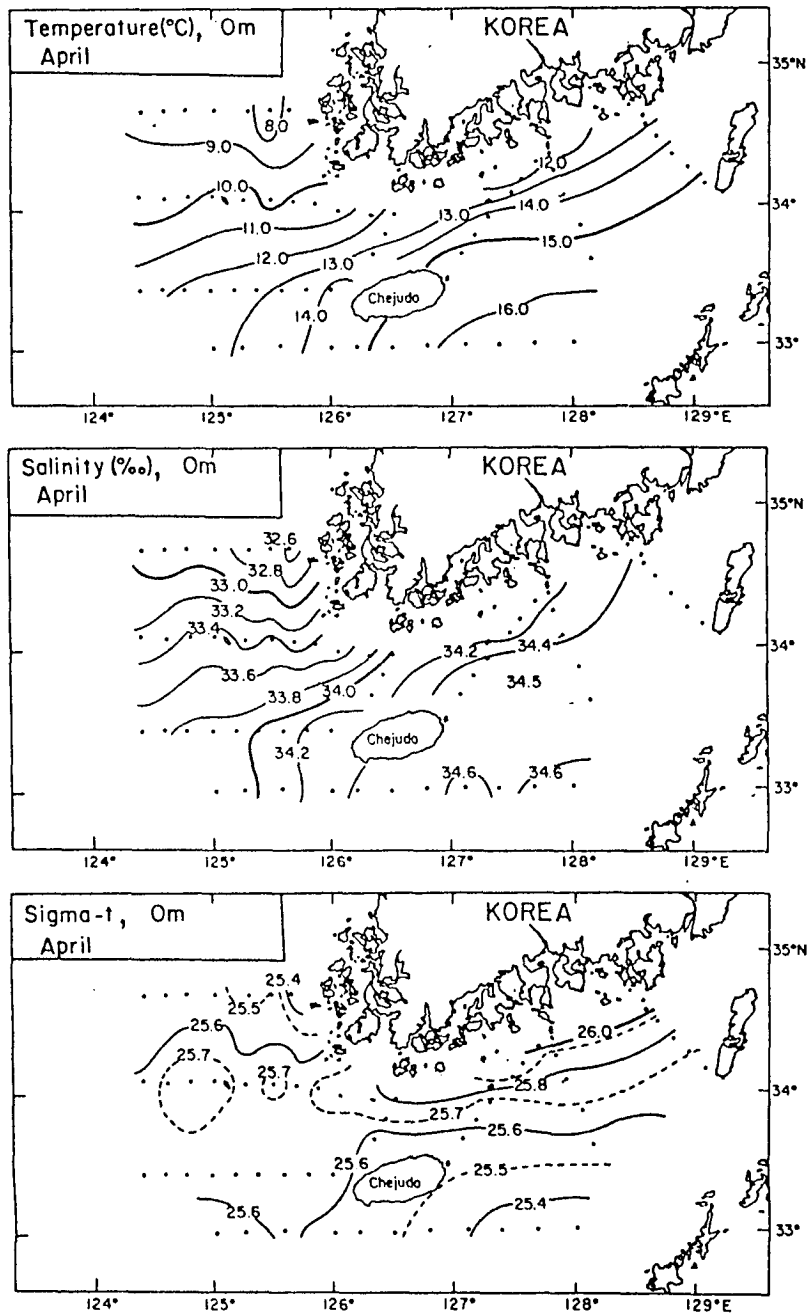 Temperature(°C), 0m
April
KOREA
35°N
8.0
9.0
12.0
10.0
34°
13.0
14.0
11.0
15.0
12.0
13.0
Chejudo
14.0
16.0
33°
124° 125° 126° 127° 128° 129°E
Salinity (‰), 0m
April
KOREA
35°N
32.6
32.8
33.0
33.2
33.4
34°
34.2 34.4
33.6
34.5
33.8 34.0
Chejudo
34.2
34.6 34.6
33°
124° 125° 126° 127° 128° 129°E
Sigma-t, 0m
April
KOREA
35°N
25.4
25.5
25.6
26.0
25.7 25.7
25.8
34°
25.7
25.6
25.6
25.5
Chejudo
25.6
25.4
33°
124° 125° 126° 127° 128° 129°E